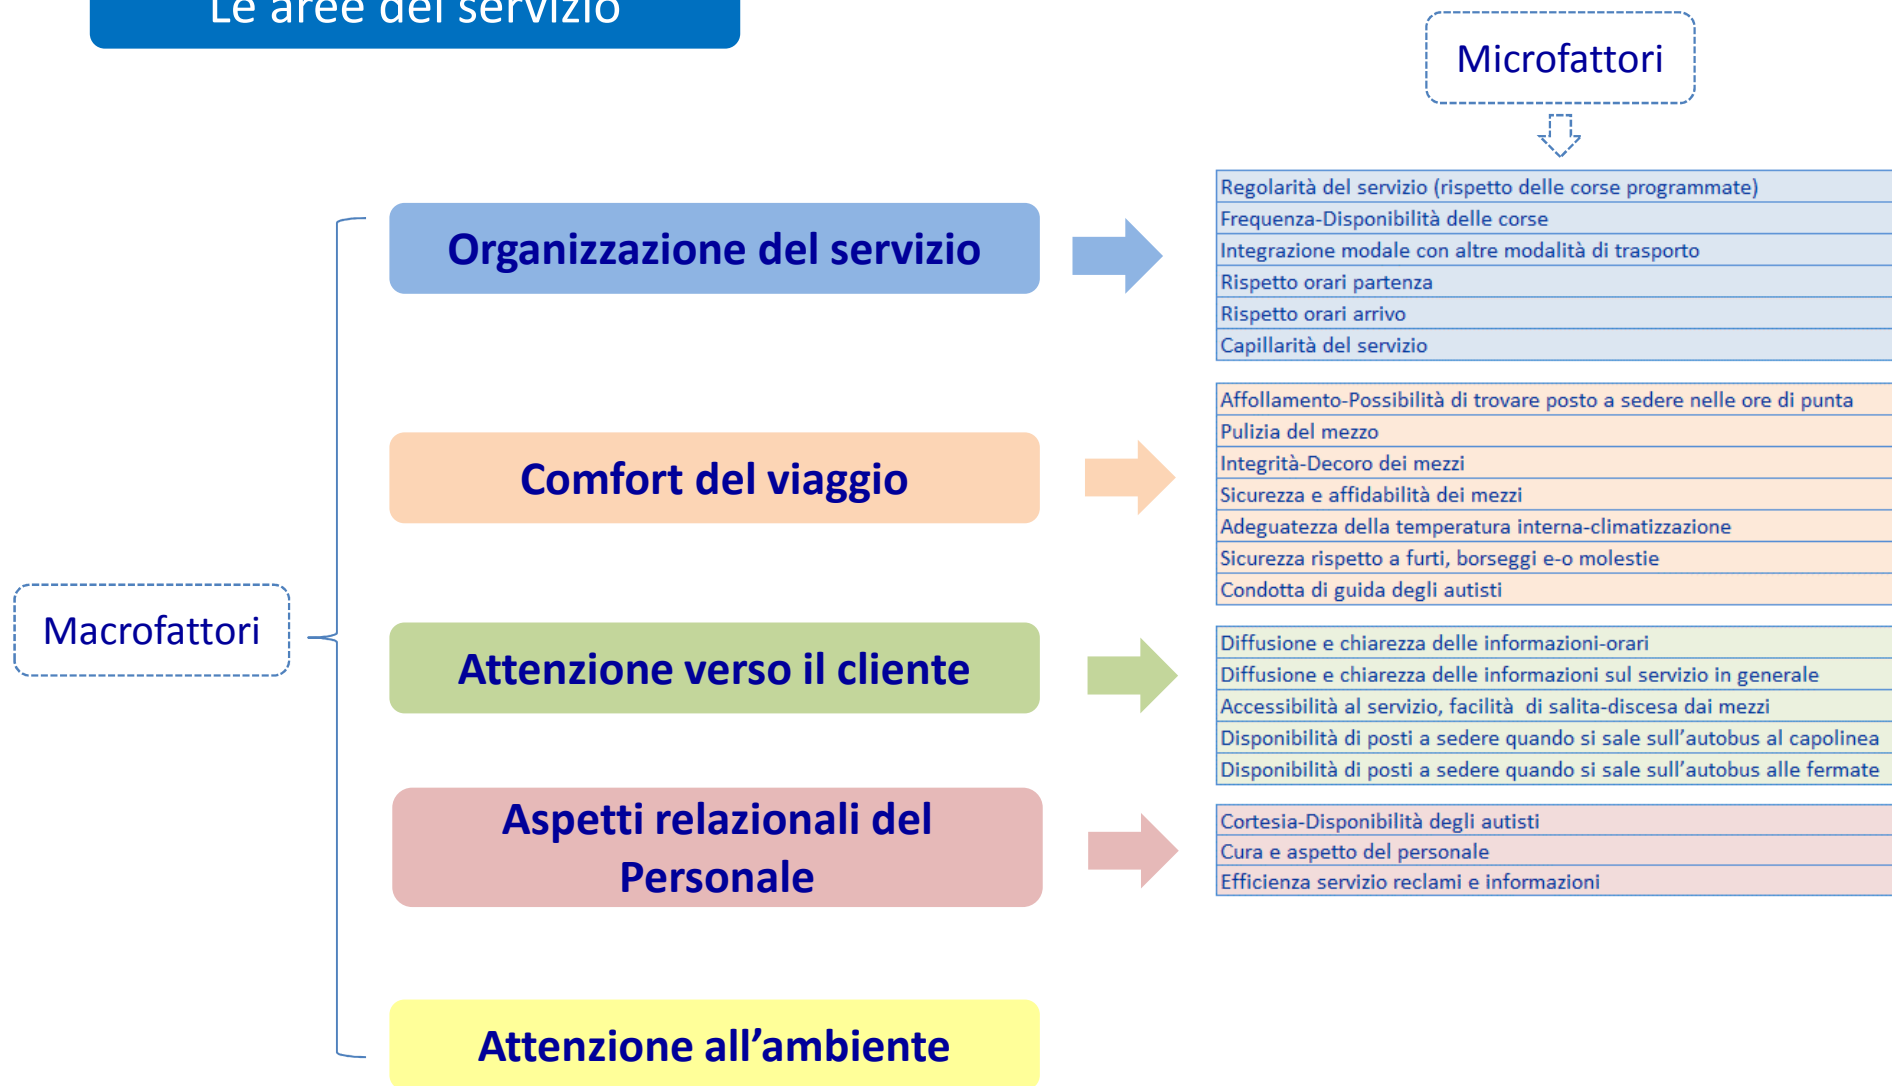 Le aree del servizio
Microfattori
Organizzazione del servizio
Regolarità del servizio (rispetto delle corse programmate)
Frequenza-Disponibilità delle corse
Integrazione modale con altre modalità di trasporto
Rispetto orari partenza
Rispetto orari arrivo
Capillarità del servizio
Comfort del viaggio
Affollamento-Possibilità di trovare posto a sedere nelle ore di punta
Pulizia del mezzo
Integrità-Decoro dei mezzi
Sicurezza e affidabilità dei mezzi
Adeguatezza della temperatura interna-climatizzazione
Sicurezza rispetto a furti, borseggi e-o molestie
Condotta di guida degli autisti
Macrofattori
Attenzione verso il cliente
Diffusione e chiarezza delle informazioni-orari
Diffusione e chiarezza delle informazioni sul servizio in generale
Accessibilità al servizio, facilità  di salita-discesa dai mezzi
Disponibilità di posti a sedere quando si sale sull’autobus al capolinea
Disponibilità di posti a sedere quando si sale sull’autobus alle fermate
Aspetti relazionali del
Personale
Cortesia-Disponibilità degli autisti
Cura e aspetto del personale
Efficienza servizio reclami e informazioni
Attenzione all’ambiente